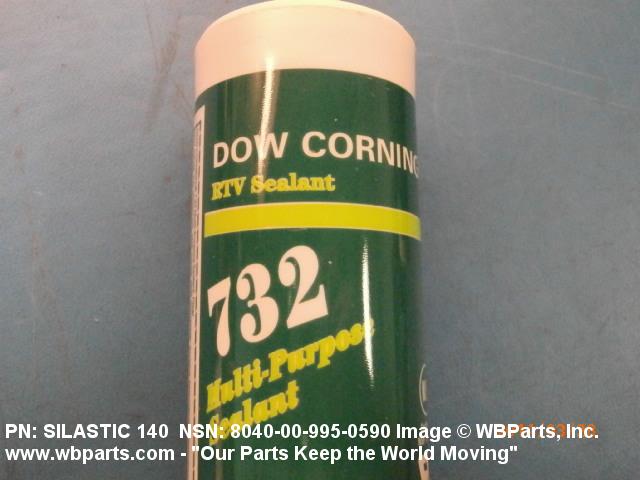 DOW CORNING
RTV Sealant
732
Multi-Purpose
Sealant
PN: SILASTIC 140 NSN: 8040-00-995-0590 Image © WBParts, Inc.
www.wbparts.com - "Our Parts Keep the World Moving"